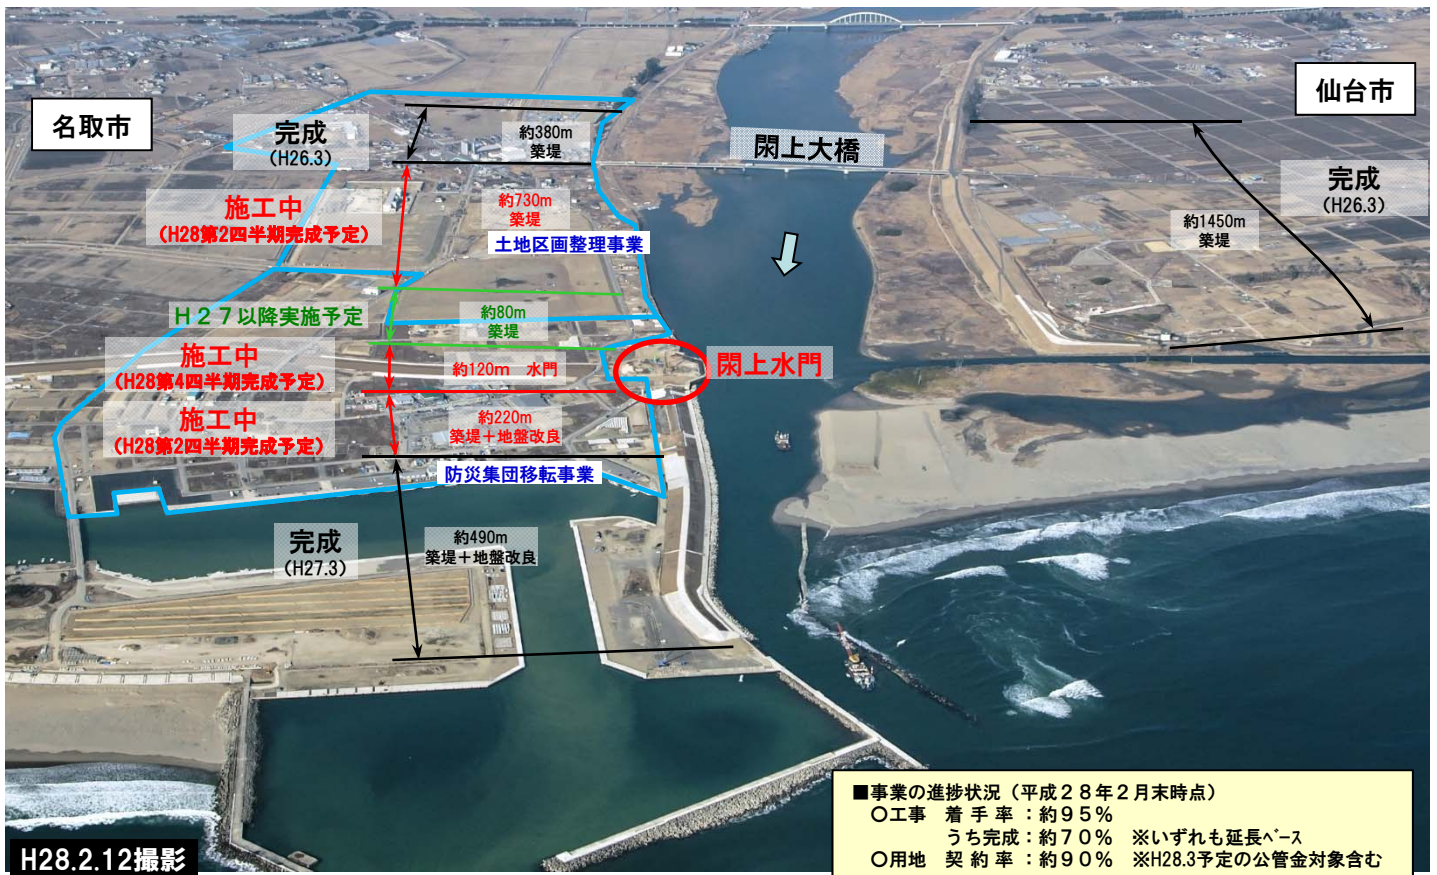 名取市
仙台市
完成
(H26.3)
約380m
築堤
閖上大橋
完成
(H26.3)
施工中
(H28第2四半期完成予定)
約730m
築堤
土地区画整理事業
約1450m
築堤
H27以降実施予定
約80m
築堤
施工中
(H28第4四半期完成予定)
約120m 水門
閖上水門
施工中
(H28第2四半期完成予定)
約220m
築堤+地盤改良
防災集団移転事業
完成
(H27.3)
約490m
築堤+地盤改良
■事業の進捗状況(平成28年2月末時点)
○工事 着手率:約95%
うち完成:約70% ※いずれも延長ベース
○用地 契約率:約90% ※H28.3予定の公管金対象含む
H28.2.12撮影